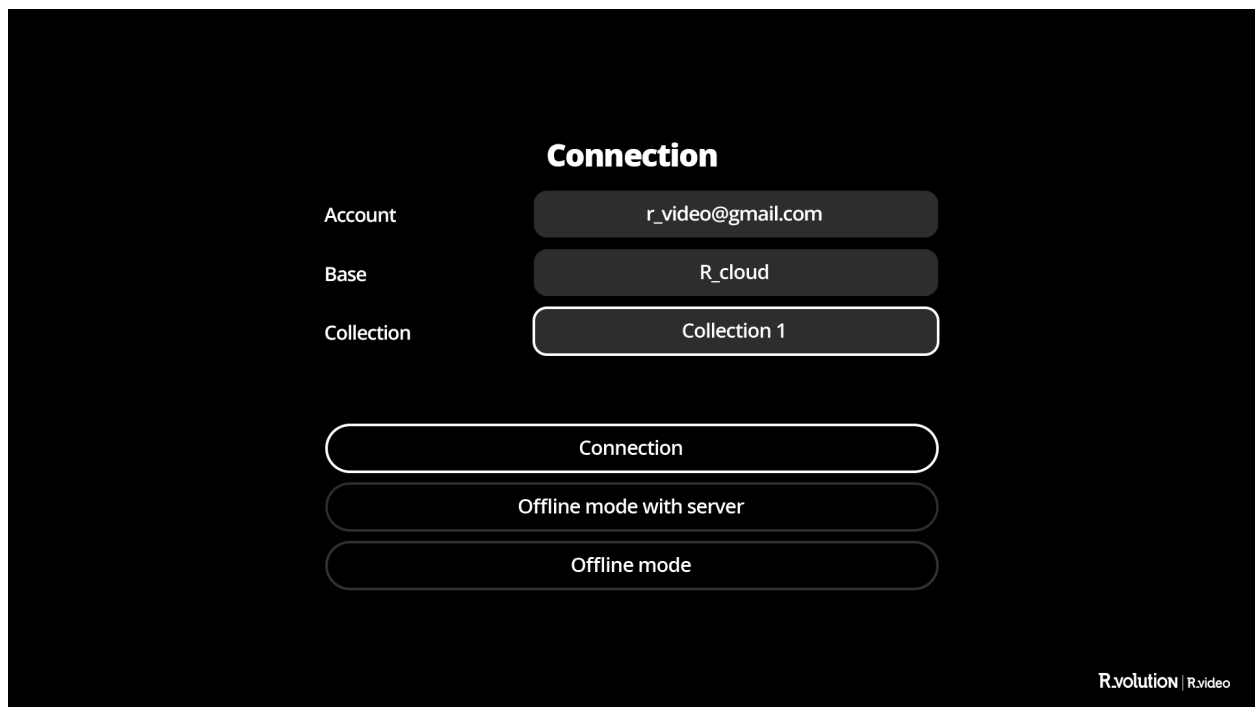 Connection
Account r_video@gmail.com
Base R_cloud
Collection Collection 1
Connection
Offline mode with server
Offline mode
R.volution | R.video